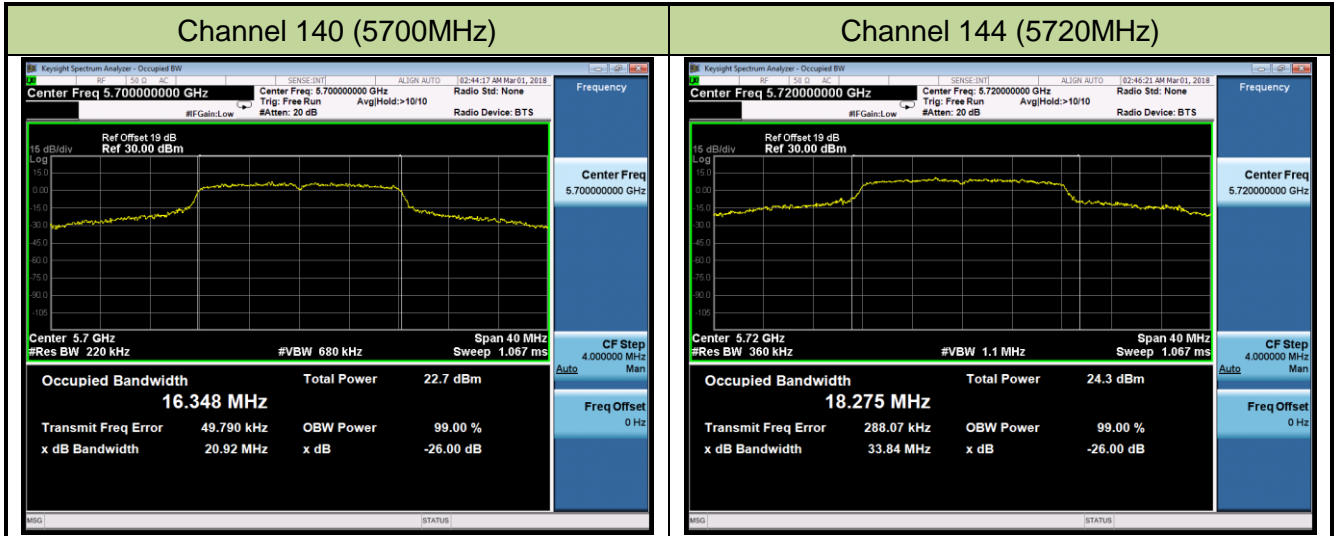 Channel 140 (5700MHz)
Keysight Spectrum Analyzer - Occupied BW
RF 50 Ω AC SENSE:INT ALIGN AUTO 02:44:17 AM Mar 01, 2018
Center Freq 5.700000000 GHz
Center Freq: 5.700000000 GHz
Radio Std: None
Trig: Free Run Avg|Hold:>10/10
#IFGain:Low #Atten: 20 dB Radio Device: BTS
Frequency
Ref Offset 19 dB
15 dB/div Ref 30.00 dBm
Log
15.0
0.00
-15.0
-30.0
-45.0
-60.0
-75.0
-90.0
-105
Center 5.7 GHz Span 40 MHz
#Res BW 220 kHz #VBW 680 kHz Sweep 1.067 ms
Occupied Bandwidth Total Power 22.7 dBm
16.348 MHz
Transmit Freq Error 49.790 kHz OBW Power 99.00 %
x dB Bandwidth 20.92 MHz x dB -26.00 dB
Center Freq
5.700000000 GHz
CF Step
4.000000 MHz
Auto Man
Freq Offset
0 Hz
MSG STATUS
Channel 144 (5720MHz)
Keysight Spectrum Analyzer - Occupied BW
RF 50 Ω AC SENSE:INT ALIGN AUTO 02:46:21 AM Mar 01, 2018
Center Freq 5.720000000 GHz
Center Freq: 5.720000000 GHz
Radio Std: None
Trig: Free Run Avg|Hold:>10/10
#IFGain:Low #Atten: 20 dB Radio Device: BTS
Frequency
Ref Offset 19 dB
15 dB/div Ref 30.00 dBm
Log
15.0
0.00
-15.0
-30.0
-45.0
-60.0
-75.0
-90.0
-105
Center 5.72 GHz Span 40 MHz
#Res BW 360 kHz #VBW 1.1 MHz Sweep 1.067 ms
Occupied Bandwidth Total Power 24.3 dBm
18.275 MHz
Transmit Freq Error 288.07 kHz OBW Power 99.00 %
x dB Bandwidth 33.84 MHz x dB -26.00 dB
Center Freq
5.720000000 GHz
CF Step
4.000000 MHz
Auto Man
Freq Offset
0 Hz
MSG STATUS